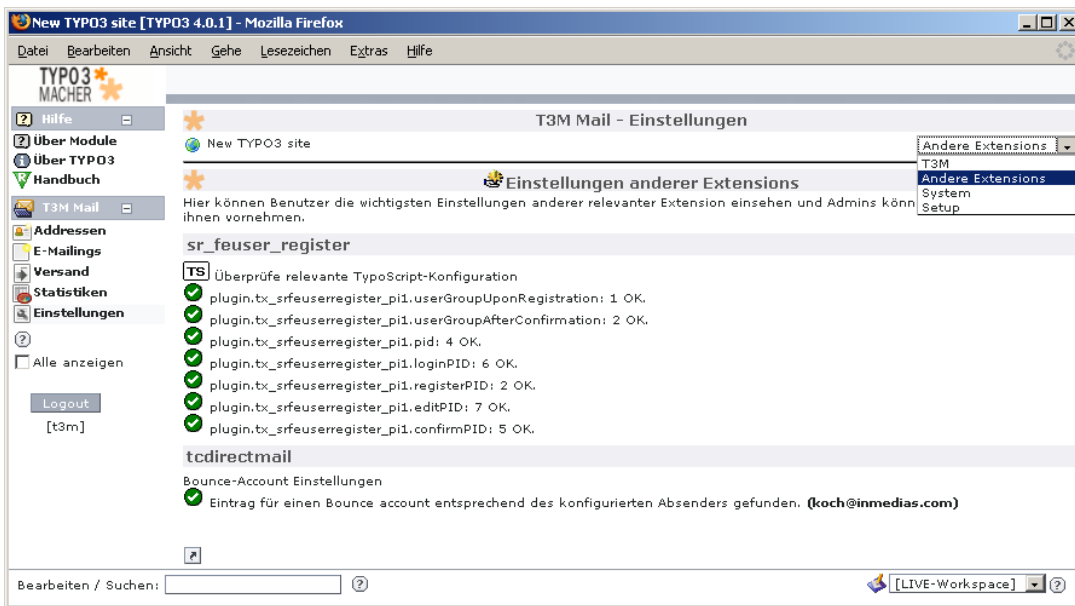 New TYPO3 site [TYPO3 4.0.1] - Mozilla Firefox
Datei Bearbeiten Ansicht Gehe Lesezeichen Extras Hilfe
TYPO3
MACHER
Hilfe
Über Module
Über TYPO3
Handbuch
T3M Mail
Addressen
E-Mailings
Versand
Statistiken
Einstellungen
Alle anzeigen
Logout
[t3m]
T3M Mail - Einstellungen
New TYPO3 site
Andere Extensions
T3M
Andere Extensions
System
Setup
Einstellungen anderer Extensions
Hier können Benutzer die wichtigsten Einstellungen anderer relevanter Extension einsehen und Admins könn
ihnen vornehmen.
sr_feuser_register
TS Überprüfe relevante TypoScript-Konfiguration
plugin.tx_srfeuserregister_pi1.userGroupUponRegistration: 1 OK.
plugin.tx_srfeuserregister_pi1.userGroupAfterConfirmation: 2 OK.
plugin.tx_srfeuserregister_pi1.pid: 4 OK.
plugin.tx_srfeuserregister_pi1.loginPID: 6 OK.
plugin.tx_srfeuserregister_pi1.registerPID: 2 OK.
plugin.tx_srfeuserregister_pi1.editPID: 7 OK.
plugin.tx_srfeuserregister_pi1.confirmPID: 5 OK.
tcdirectmail
Bounce-Account Einstellungen
Eintrag für einen Bounce account entsprechend des konfigurierten Absenders gefunden. (koch@inmedias.com)
Bearbeiten / Suchen:
[LIVE-Workspace]